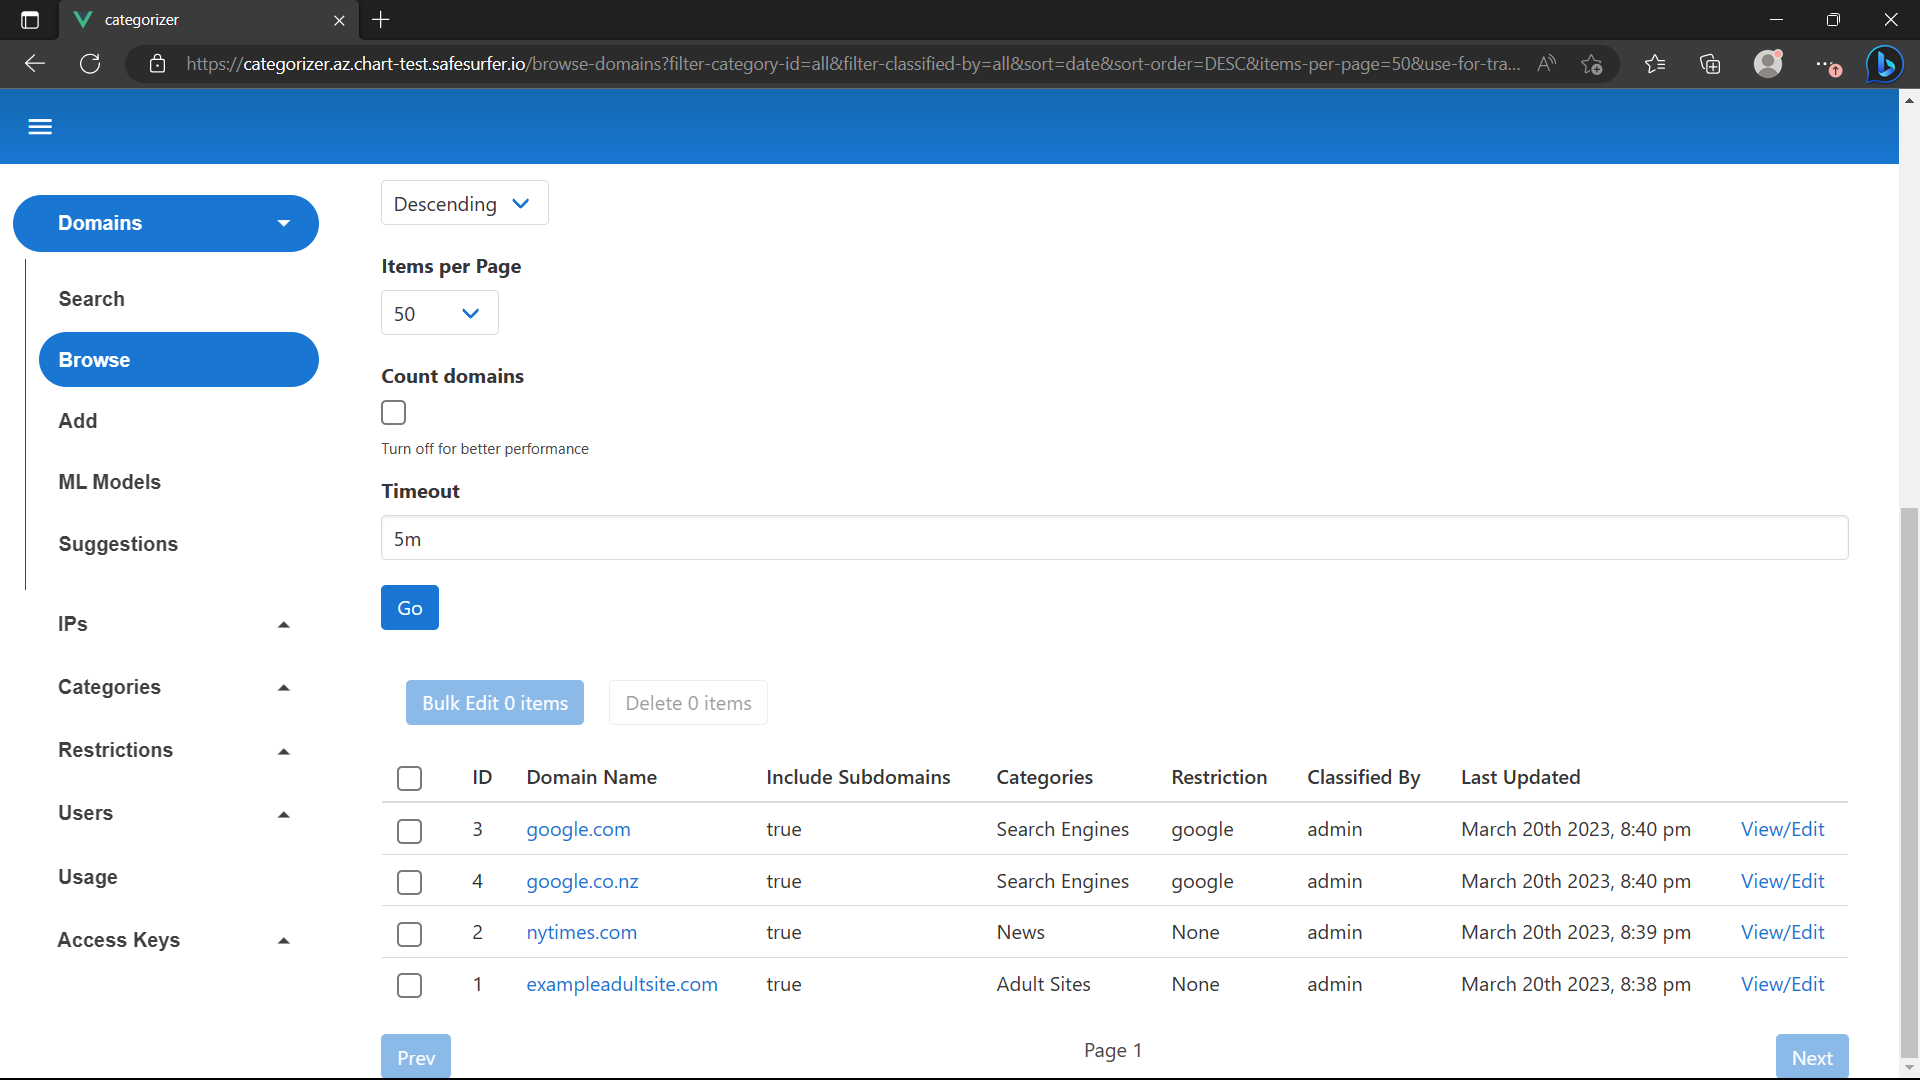 categorizer
https://categorizer.az.chart-test.safesurfer.io/browse-domains?filter-category-id=all&filter-classified-by=all&sort=date&sort-order=DESC&items-per-page=50&use-for-tra...
Domains
Search
Browse
Add
ML Models
Suggestions
IPs
Categories
Restrictions
Users
Usage
Access Keys
Descending
Items per Page
50
Count domains
Turn off for better performance
Timeout
5m
Go
Bulk Edit 0 items Delete 0 items
ID Domain Name Include Subdomains Categories Restriction Classified By Last Updated
3 google.com true Search Engines google admin March 20th 2023, 8:40 pm View/Edit
4 google.co.nz true Search Engines google admin March 20th 2023, 8:40 pm View/Edit
2 nytimes.com true News None admin March 20th 2023, 8:39 pm View/Edit
1 exampleadultsite.com true Adult Sites None admin March 20th 2023, 8:38 pm View/Edit
Prev Page 1 Next